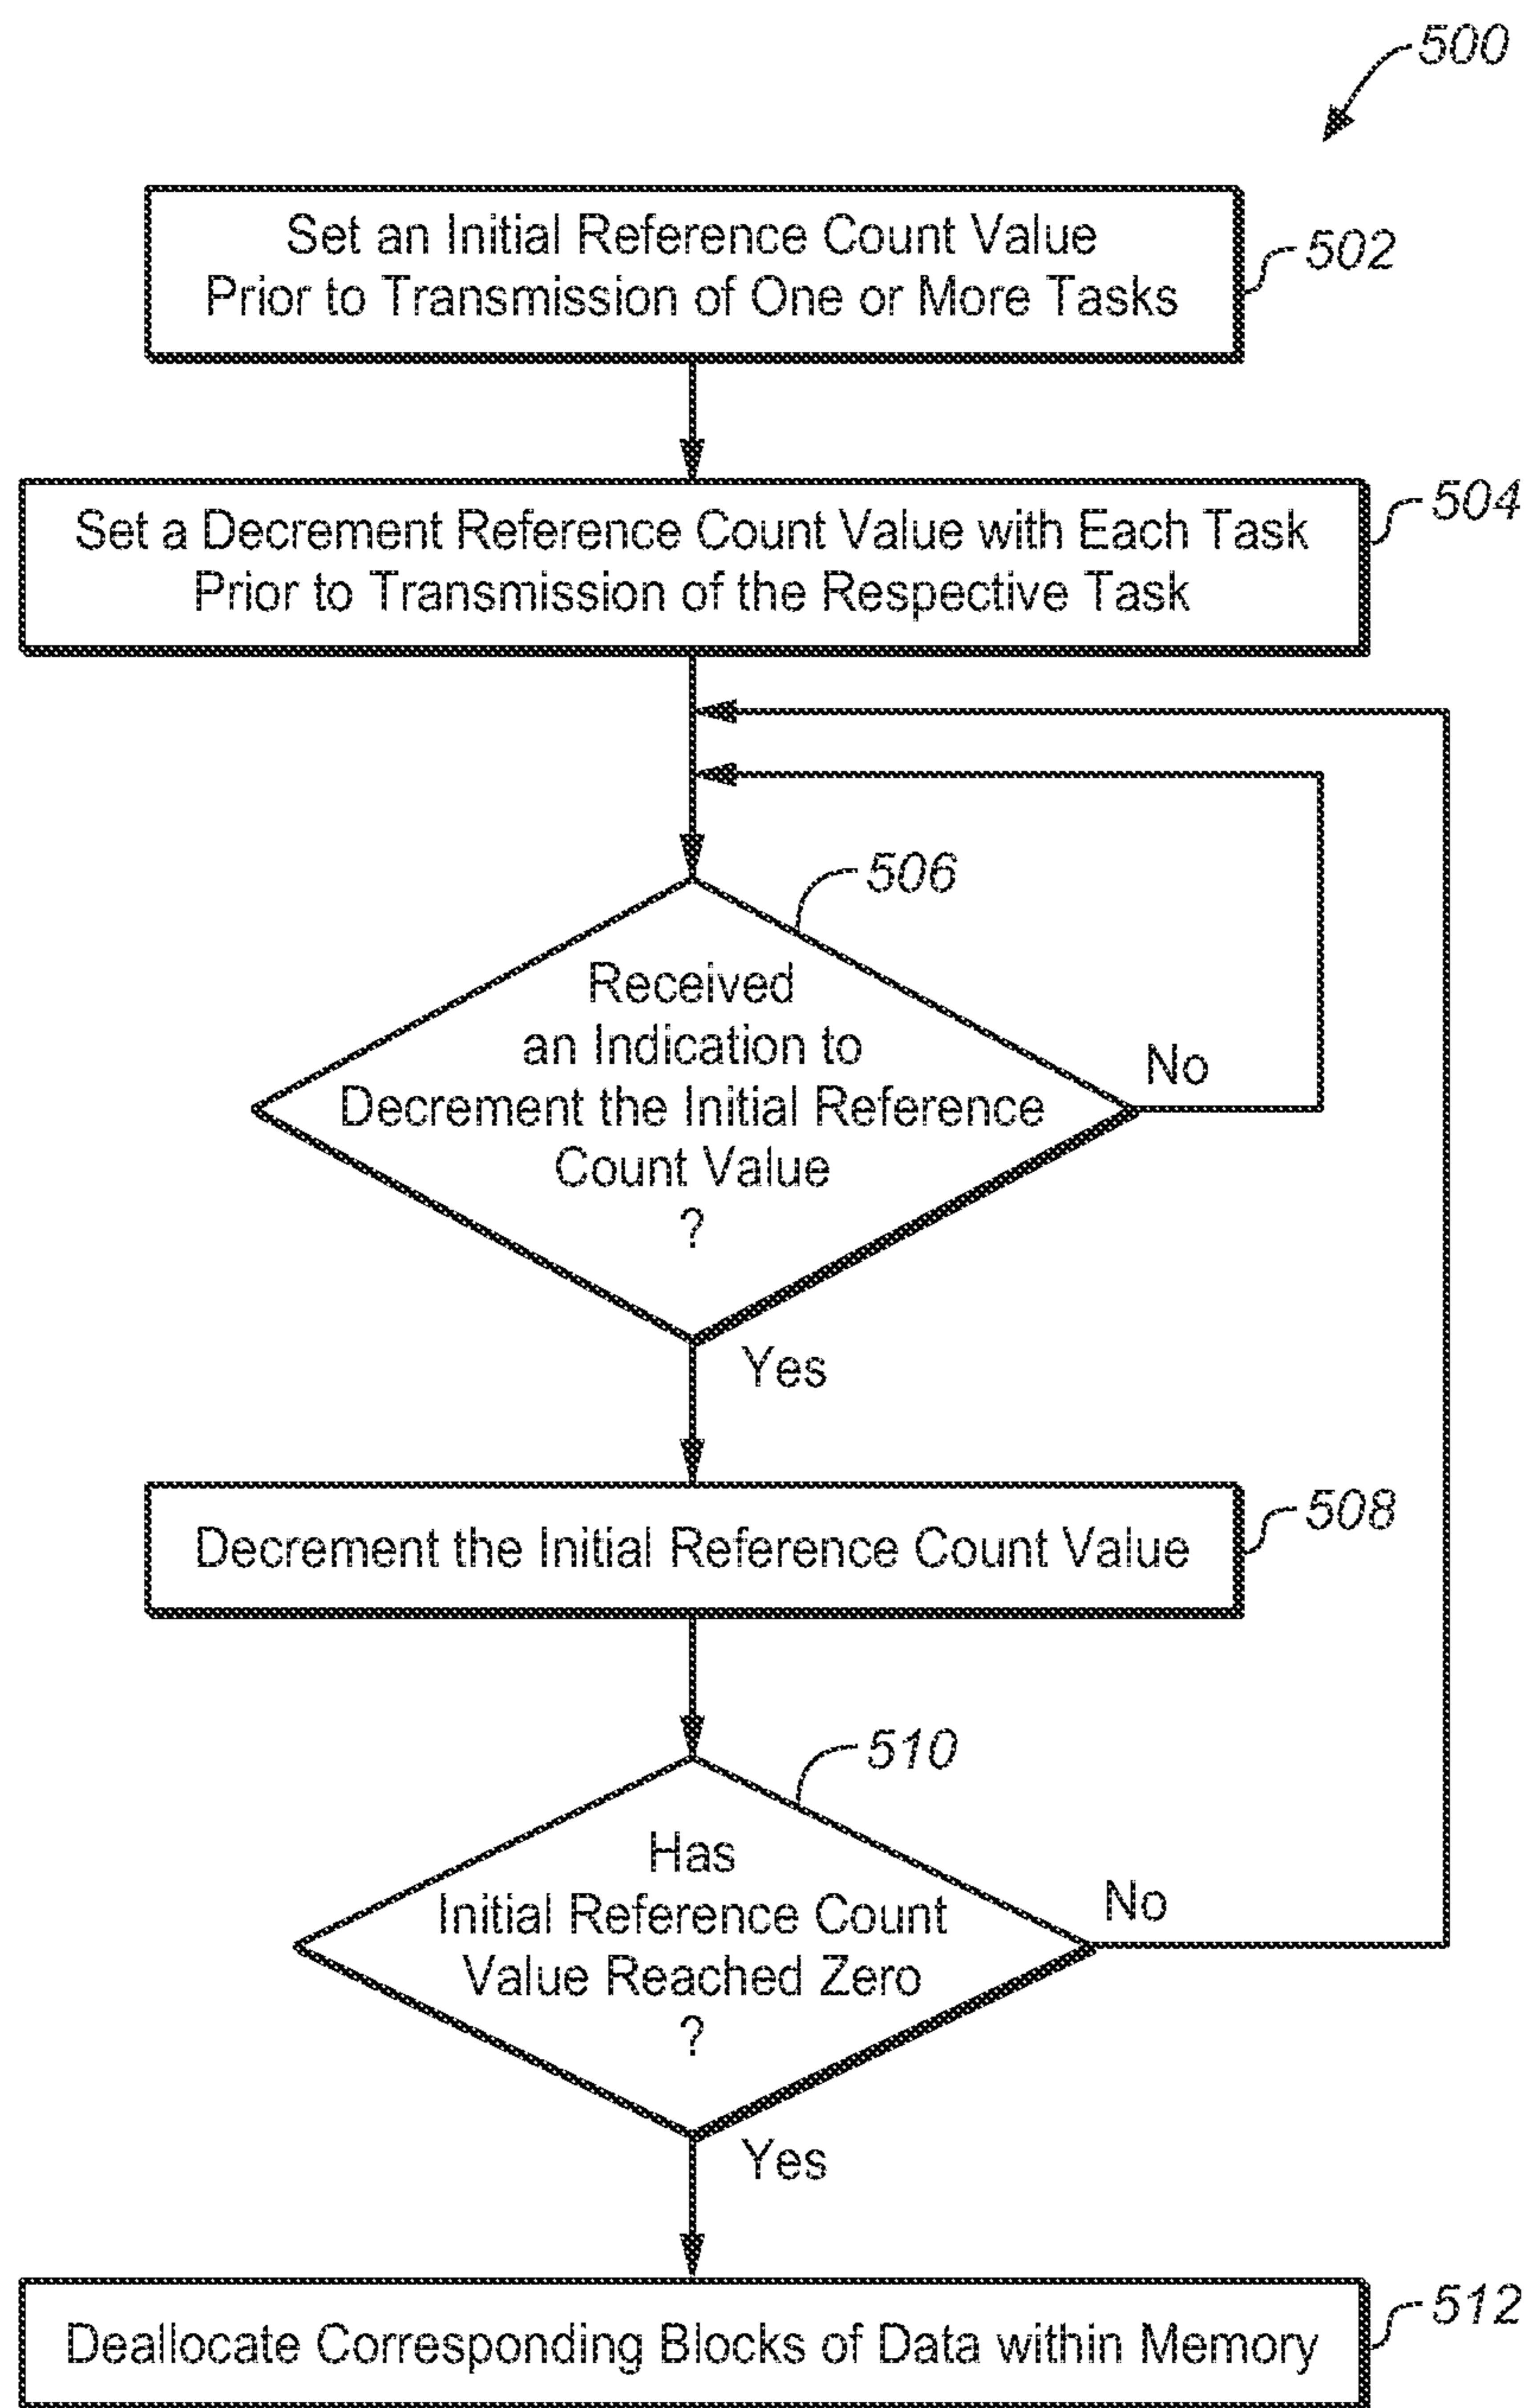 500
Set an Initial Reference Count Value
Prior to Transmission of One or More Tasks
502
Set a Decrement Reference Count Value with Each Task
Prior to Transmission of the Respective Task
504
506
Received
an Indication to
Decrement the Initial Reference
Count Value
?
No
Yes
Decrement the Initial Reference Count Value
508
510
Has
Initial Reference Count
Value Reached Zero
?
No
Yes
Deallocate Corresponding Blocks of Data within Memory
512